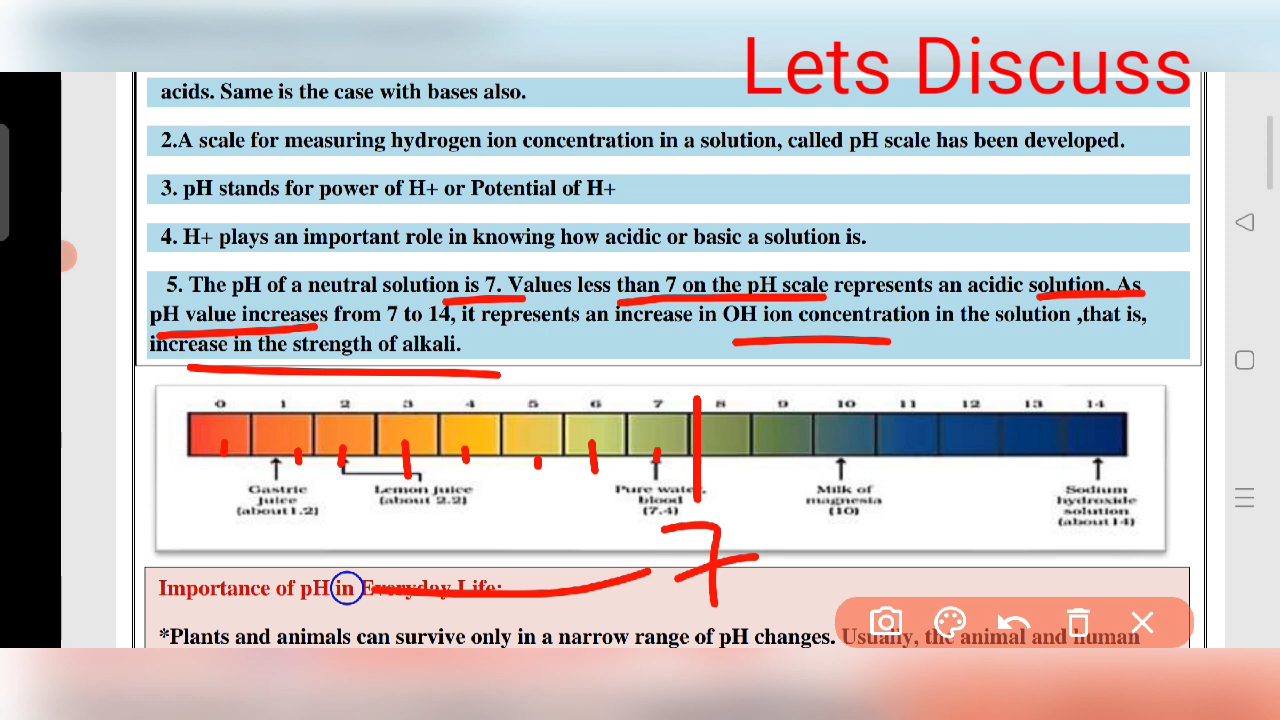 Lets Discuss
acids. Same is the case with bases also.
2.A scale for measuring hydrogen ion concentration in a solution, called pH scale has been developed.
3. pH stands for power of H+ or Potential of H+
4. H+ plays an important role in knowing how acidic or basic a solution is.
5. The pH of a neutral solution is 7. Values less than 7 on the pH scale represents an acidic solution. As
pH value increases from 7 to 14, it represents an increase in OH ion concentration in the solution ,that is,
increase in the strength of alkali.
0 1 2 3 4 5 6 7 8 9 10 11 12 13 14
Gastric
juice
(about 1.2)
Lemon juice
(about 2.2)
Pure water,
blood
(7.4)
Milk of
magnesia
(10)
Sodium
hydroxide
solution
(about 14)
7
Importance of pH in Everyday Life:
*Plants and animals can survive only in a narrow range of pH changes. Usually, the animal and human